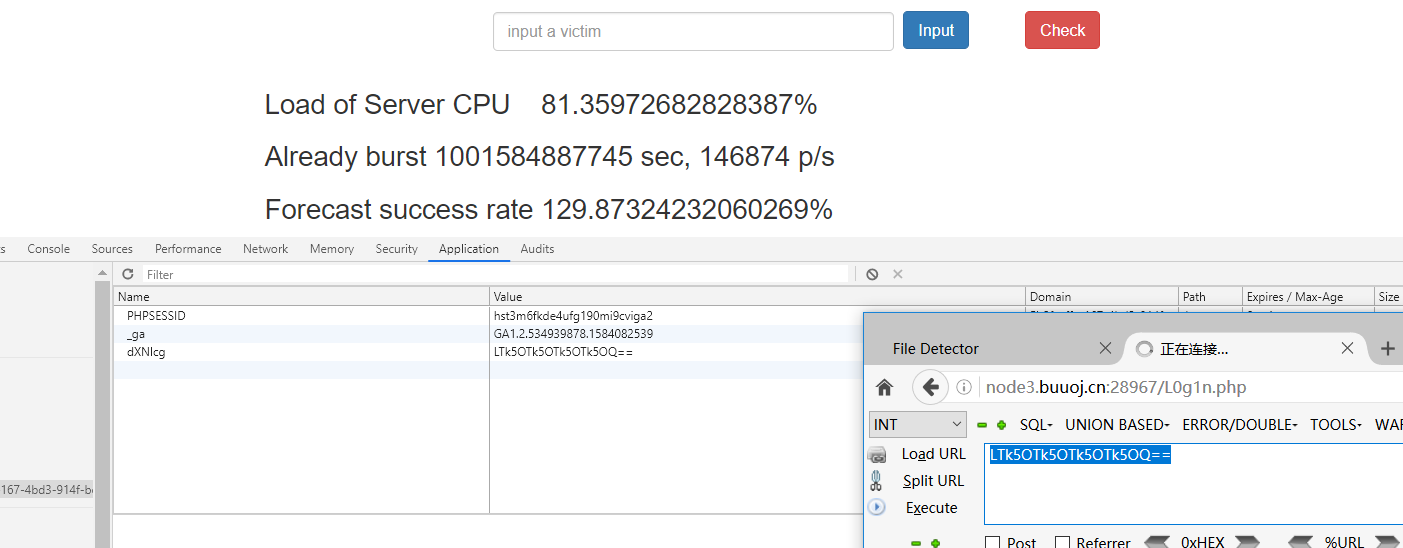 input a victim Input Check
Load of Server CPU 81.35972682828387%
Already burst 1001584887745 sec, 146874 p/s
Forecast success rate 129.87324232060269%
Console Sources Performance Network Memory Security Application Audits
Filter
Name Value Domain Path Expires / Max-Age Size
PHPSESSID hst3m6fkde4ufg190mi9cviga2
_ga GA1.2.534939878.1584082539
dXNlcg LTk5OTk5OTk5OTk5OQ==
167-4bd3-914f-b
File Detector 正在连接...
node3.buuoj.cn:28967/L0g1n.php
INT SQL UNION BASED ERROR/DOUBLE TOOLS
Load URL LTk5OTk5OTk5OTk5OQ==
Split URL
Execute
Post Referrer 0xHEX %URL